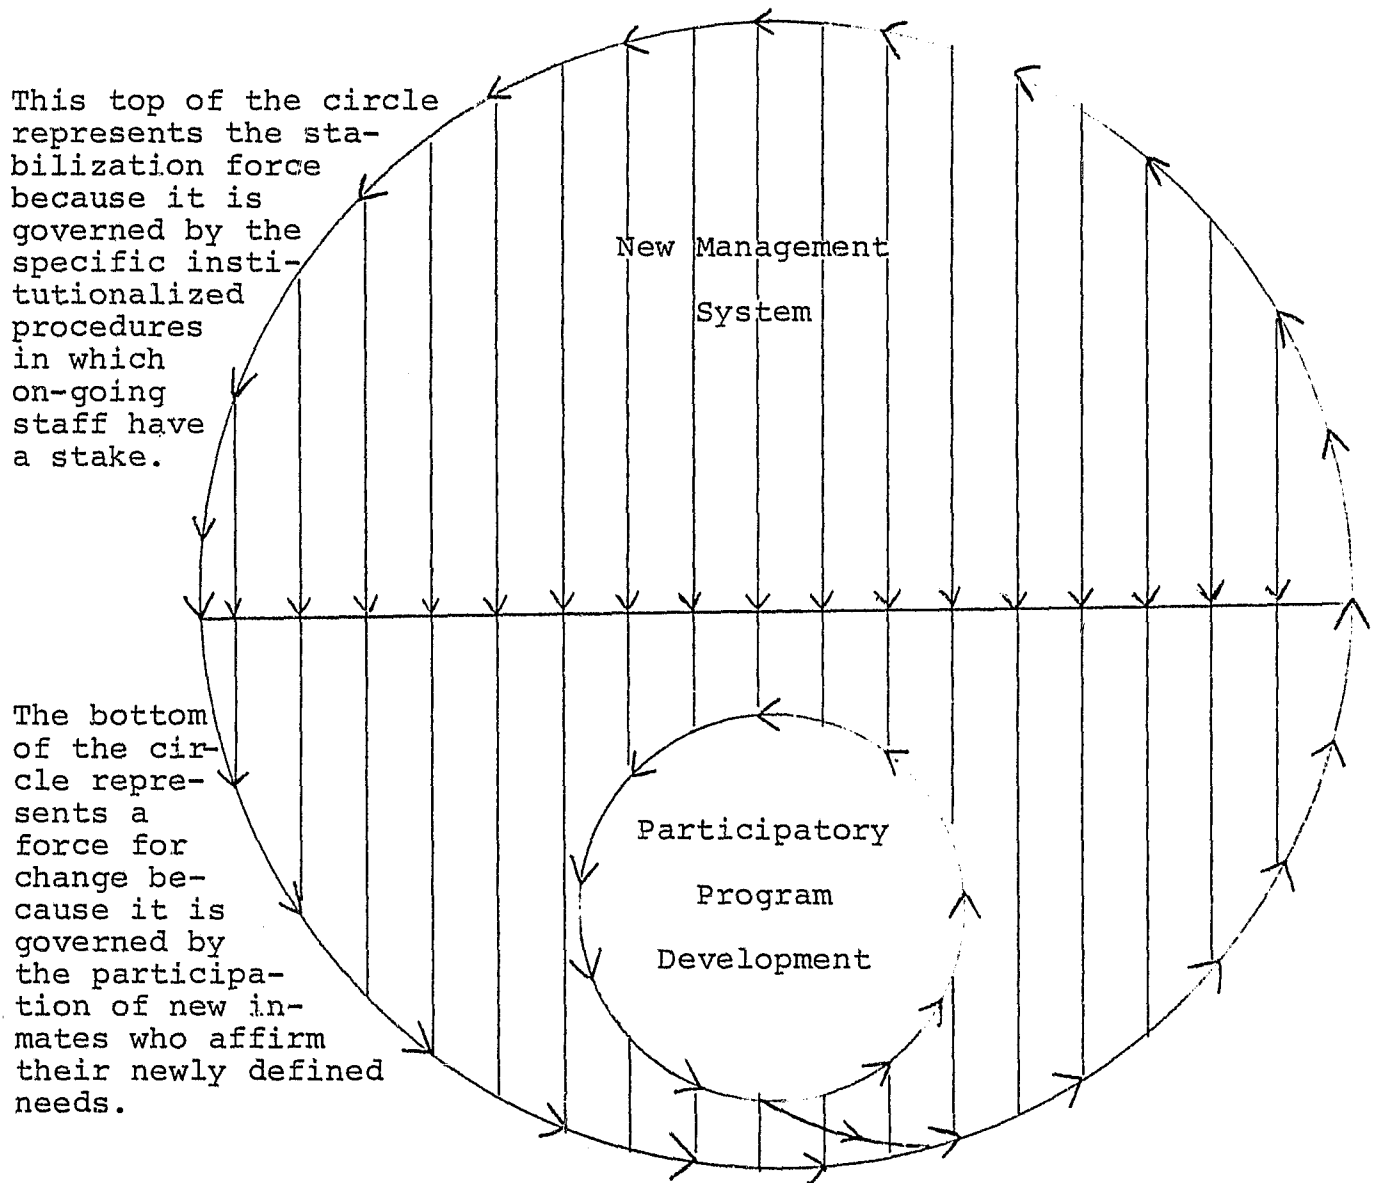 This top of the circle
represents the sta-
bilization force
because it is
governed by the
specific insti-
tutionalized
procedures
in which
on-going
staff have
a stake.
New Management
System
The bottom
of the cir-
cle repre-
sents a
force for
change be-
cause it is
governed by
the participa-
tion of new in-
mates who affirm
their newly defined
needs.
Participatory
Program
Development